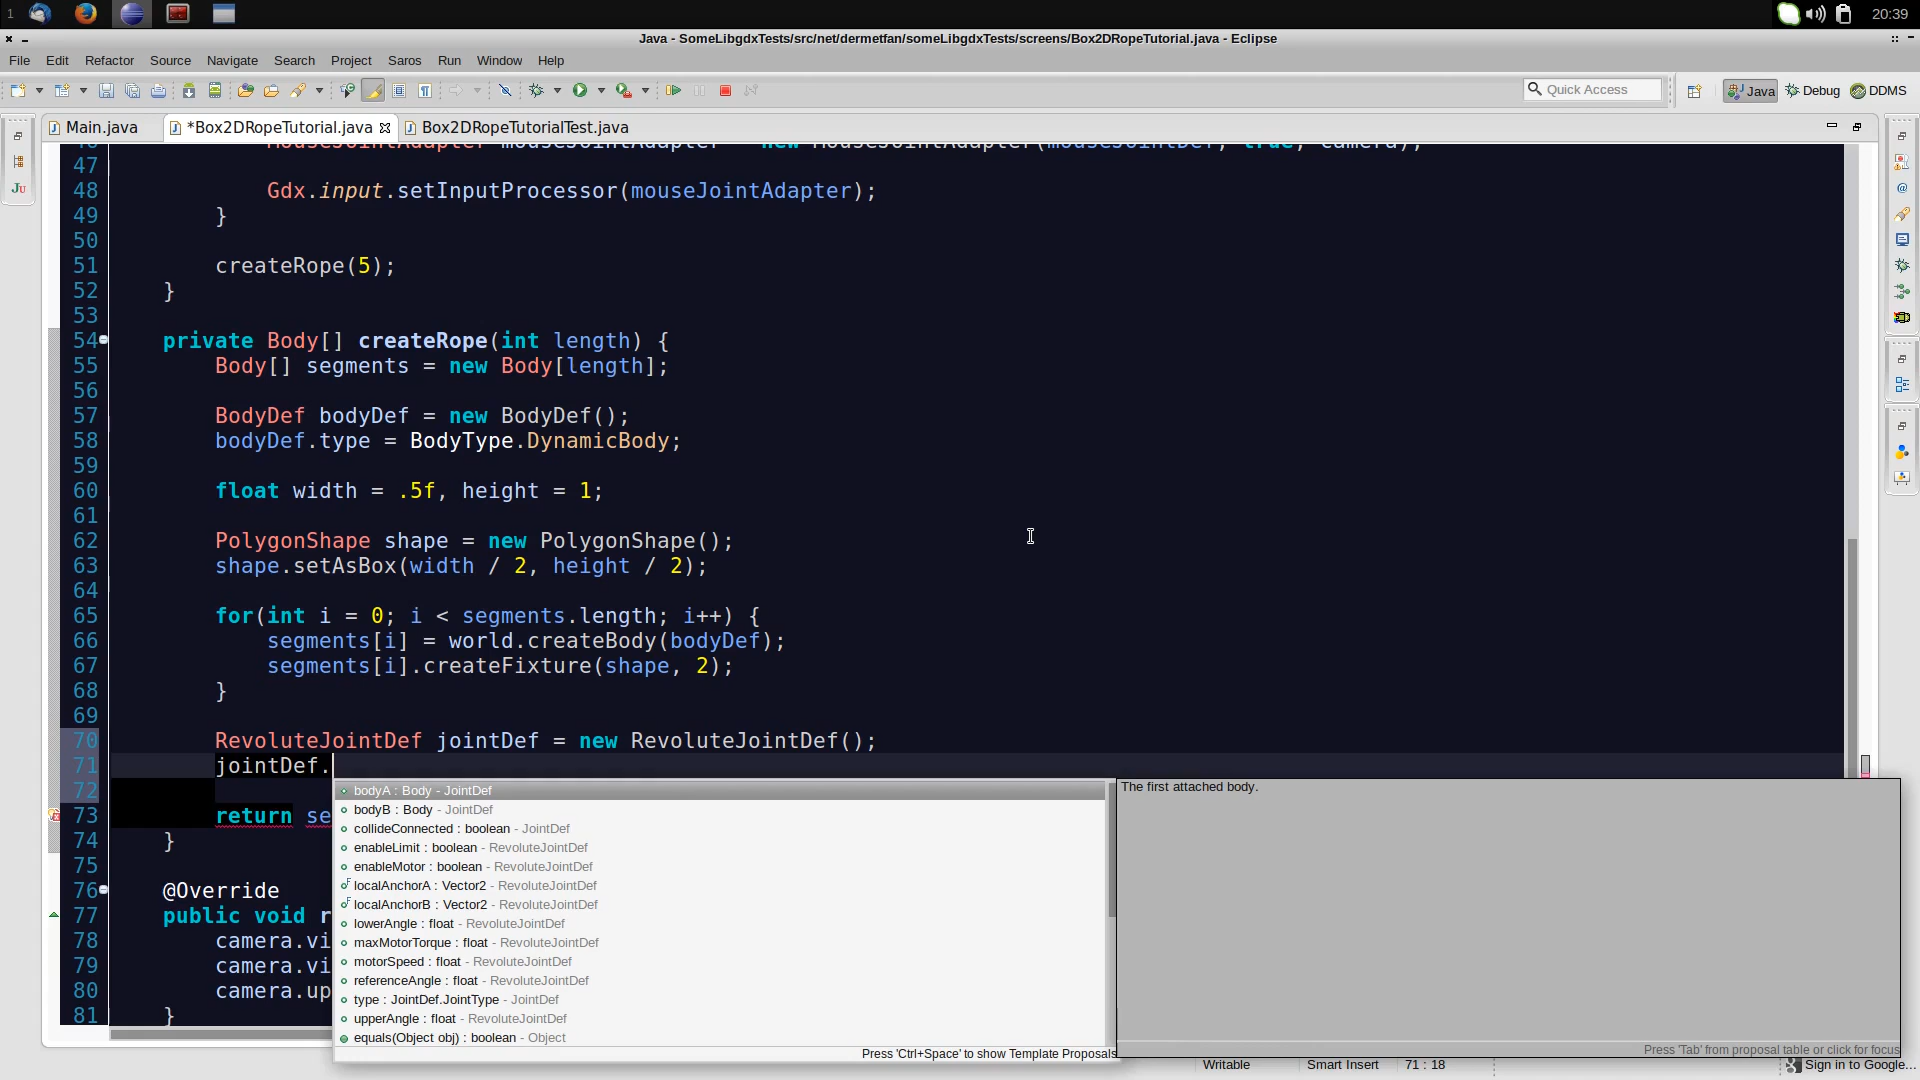 1
20:39
Java - SomeLibgdxTests/src/net/dermetfan/someLibgdxTests/screens/Box2DRopeTutorial.java - Eclipse
File Edit Refactor Source Navigate Search Project Saros Run Window Help
Quick Access
Java Debug DDMS
Main.java *Box2DRopeTutorial.java Box2DRopeTutorialTest.java
47
48 Gdx.input.setInputProcessor(mouseJointAdapter);
49 }
50
51 createRope(5);
52 }
53
54 private Body[] createRope(int length) {
55 Body[] segments = new Body[length];
56
57 BodyDef bodyDef = new BodyDef();
58 bodyDef.type = BodyType.DynamicBody;
59
60 float width = .5f, height = 1;
61
62 PolygonShape shape = new PolygonShape();
63 shape.setAsBox(width / 2, height / 2);
64
65 for(int i = 0; i < segments.length; i++) {
66 segments[i] = world.createBody(bodyDef);
67 segments[i].createFixture(shape, 2);
68 }
69
70 RevoluteJointDef jointDef = new RevoluteJointDef();
71 jointDef.
72
73 return se
74 }
75
76 @Override
77 public void r
78 camera.vi
79 camera.vi
80 camera.up
81 }
bodyA : Body - JointDef
bodyB : Body - JointDef
collideConnected : boolean - JointDef
enableLimit : boolean - RevoluteJointDef
enableMotor : boolean - RevoluteJointDef
localAnchorA : Vector2 - RevoluteJointDef
localAnchorB : Vector2 - RevoluteJointDef
lowerAngle : float - RevoluteJointDef
maxMotorTorque : float - RevoluteJointDef
motorSpeed : float - RevoluteJointDef
referenceAngle : float - RevoluteJointDef
type : JointDef.JointType - JointDef
upperAngle : float - RevoluteJointDef
equals(Object obj) : boolean - Object
Press 'Ctrl+Space' to show Template Proposals
The first attached body.
Press 'Tab' from proposal table or click for focus
Writable Smart Insert 71 : 18 Sign in to Google...